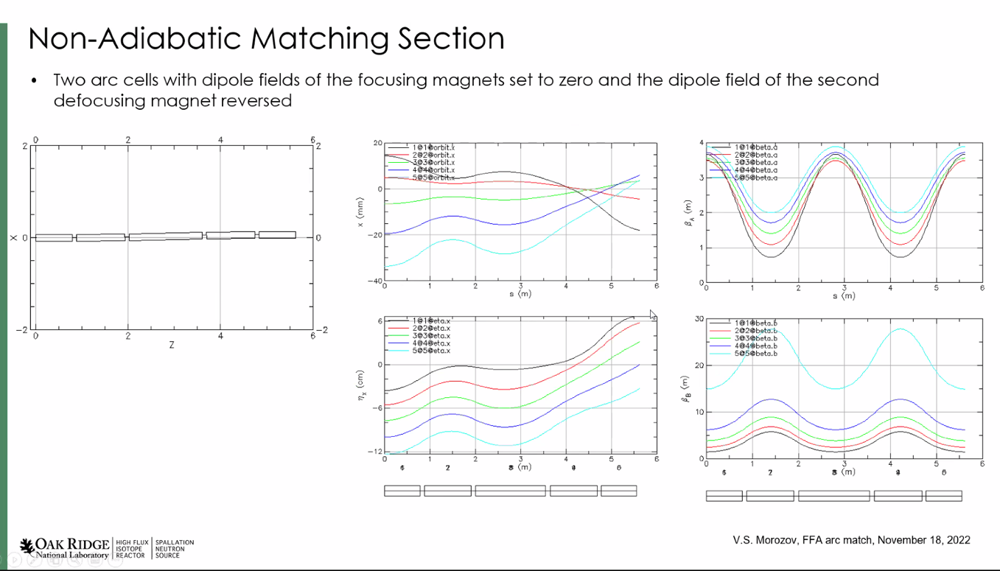 Non-Adiabatic Matching Section
• Two arc cells with dipole fields of the focusing magnets set to zero and the dipole field of the second
defocusing magnet reversed
0 2 4 6
2 2
1
X 0 0
-1
-2 -2
0 2 4 6
Z
20
0
-20
-40
x (mm)
1@1@orbit.x
2@2@orbit.x
3@3@orbit.x
4@4@orbit.x
5@5@orbit.x
0 1 2 3 4 5 6
s (m)
4
3
2
1
0
βA (m)
1@1@beta.a
2@2@beta.a
3@3@beta.a
4@4@beta.a
5@5@beta.a
0 1 2 3 4 5 6
s (m)
6
0
-6
-12
ηx (cm)
1@1@eta.x
2@2@eta.x
3@3@eta.x
4@4@eta.x
5@5@eta.x
0 1 2 3 4 5 6
(m)
30
20
10
0
βB (m)
1@1@beta.b
2@2@beta.b
3@3@beta.b
4@4@beta.b
5@5@beta.b
0 1 2 3 4 5 6
(m)
OAK RIDGE
National Laboratory
HIGH FLUX
ISOTOPE
REACTOR
SPALLATION
NEUTRON
SOURCE
V.S. Morozov, FFA arc match, November 18, 2022